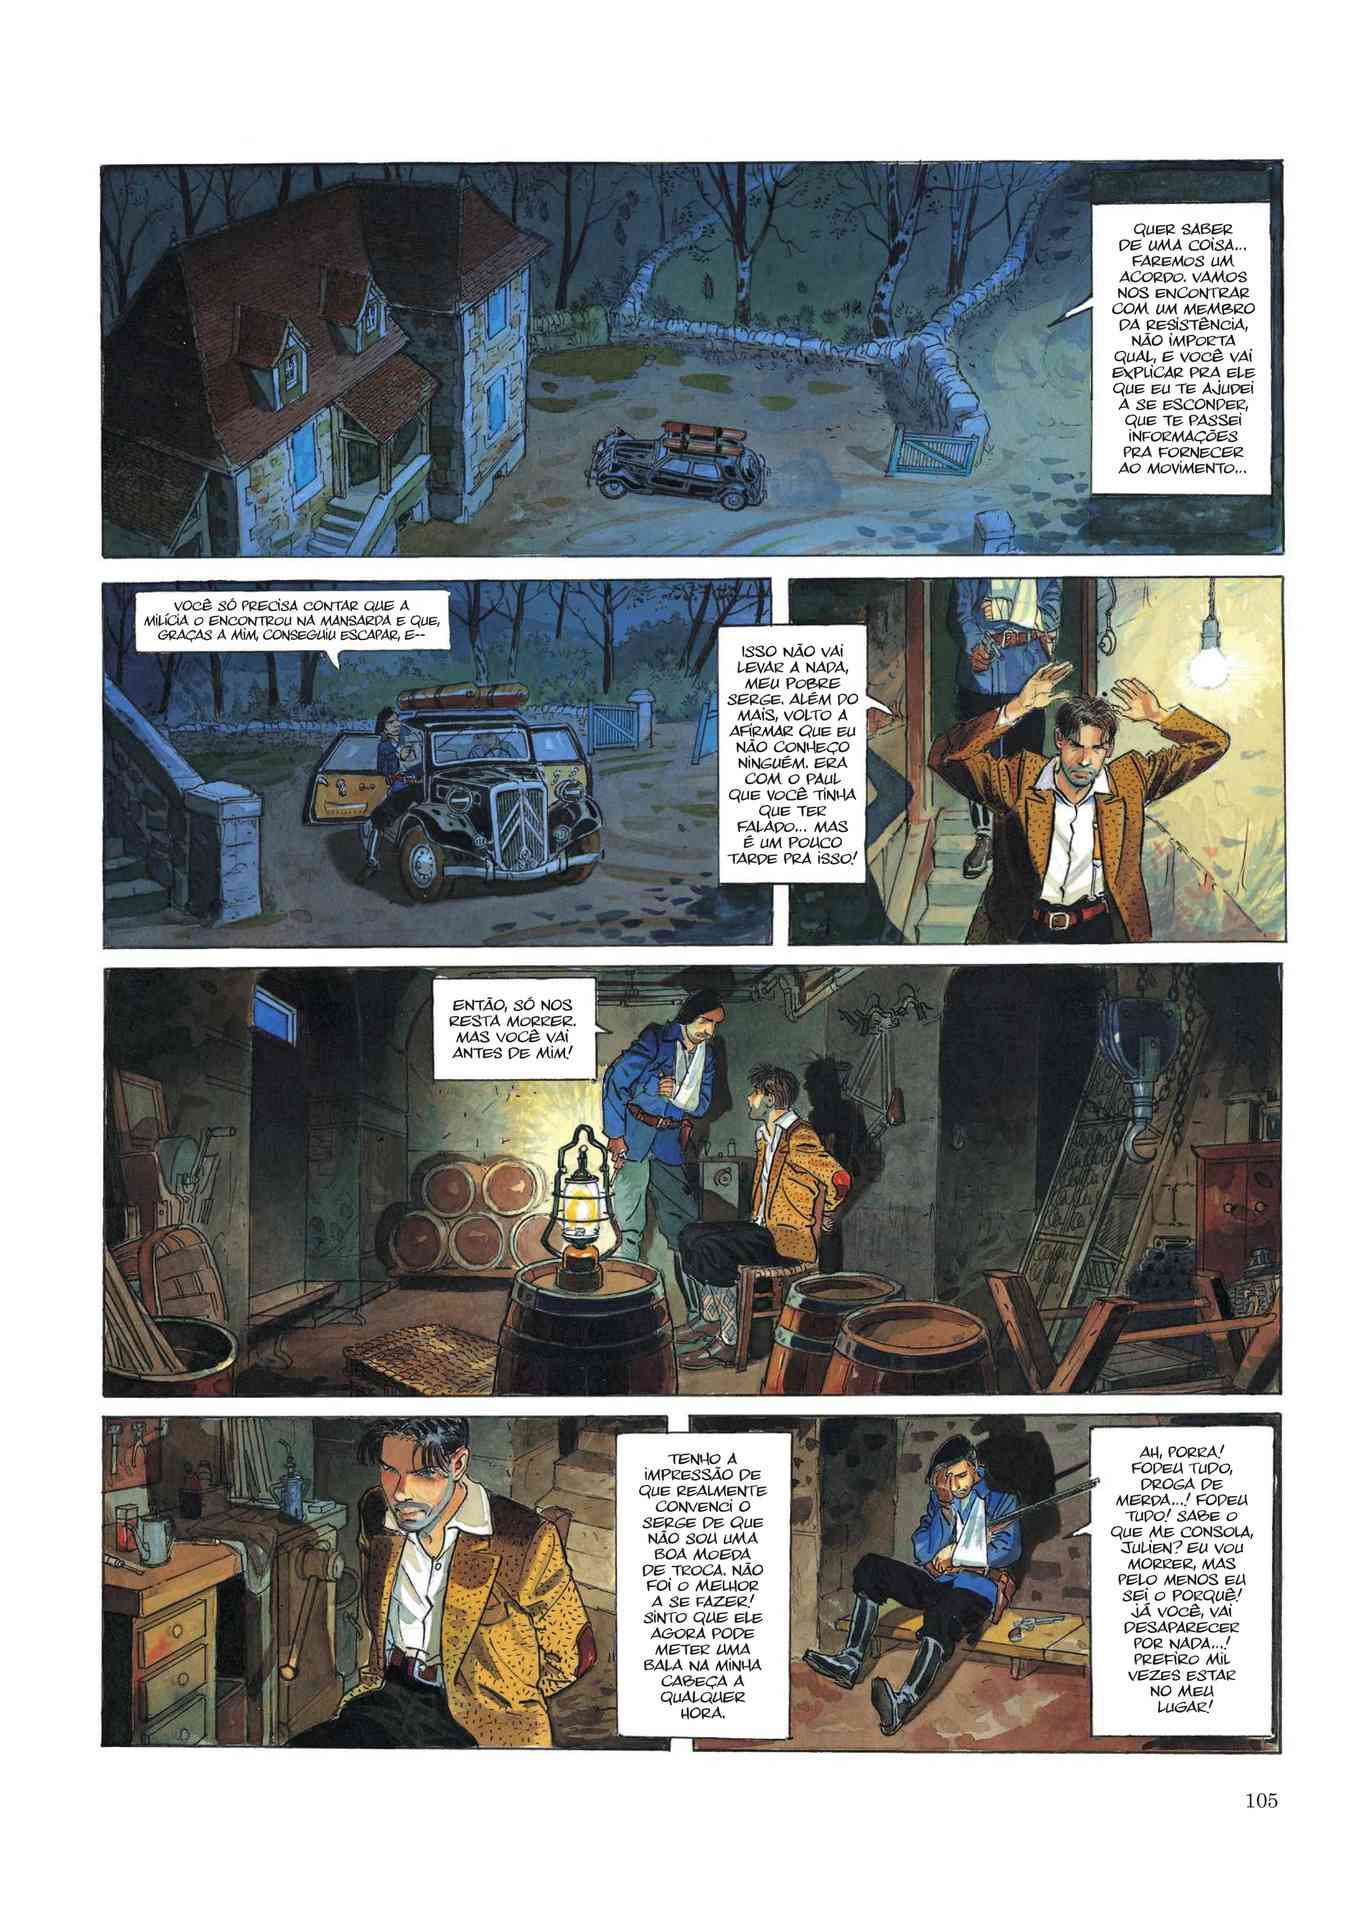 QUER SABER
DE UMA COISA...
FAREMOS UM
ACORDO. VAMOS
NOS ENCONTRAR
COM UM MEMBRO
DA RESISTÊNCIA,
NÃO IMPORTA
QUAL, E VOCÊ VAI
EXPLICAR PRA ELE
QUE EU TE AJUDEI
A SE ESCONDER,
QUE TE PASSEI
INFORMAÇÕES
PRA FORNECER
AO MOVIMENTO...
VOCÊ SÓ PRECISA CONTAR QUE A
MILÍCIA O ENCONTROU NA MANSARDA E QUE,
GRAÇAS A MIM, CONSEGUIU ESCAPAR, E--
ISSO NÃO VAI
LEVAR A NADA,
MEU POBRE
SERGE. ALÉM DO
MAIS, VOLTO A
AFIRMAR QUE EU
NÃO CONHEÇO
NINGUÉM. ERA
COM O PAUL
QUE VOCÊ TINHA
QUE TER
FALADO... MAS
É UM POUCO
TARDE PRA ISSO!
ENTÃO, SÓ NOS
RESTA MORRER.
MAS VOCÊ VAI
ANTES DE MIM!
TENHO A
IMPRESSÃO DE
QUE REALMENTE
CONVENCI O
SERGE DE QUE
NÃO SOU UMA
BOA MOEDA
DE TROCA. NÃO
FOI O MELHOR
A SE FAZER!
SINTO QUE ELE
AGORA PODE
METER UMA
BALA NA MINHA
CABEÇA A
QUALQUER
HORA.
AH, PORRA!
FODEU TUDO,
DROGA DE
MERDA...! FODEU
TUDO! SABE O
QUE ME CONSOLA,
JULIEN? EU VOU
MORRER, MAS
PELO MENOS EU
SEI O PORQUÊ!
JÁ VOCÊ, VAI
DESAPARECER
POR NADA...!
PREFIRO MIL
VEZES ESTAR
NO MEU
LUGAR!
105